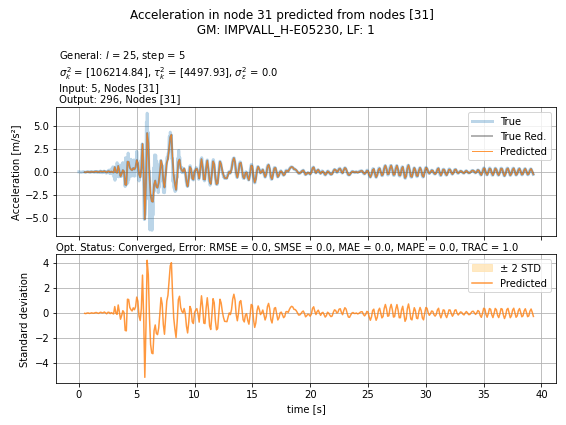 Acceleration in node 31 predicted from nodes [31]
GM: IMPVALL_H-E05230, LF: 1
General: l = 25, step = 5
σ_k² = [106214.84], τ_k² = [4497.93], σ_ε² = 0.0
Input: 5, Nodes [31]
Output: 296, Nodes [31]
Acceleration [m/s²]
5.0
2.5
0.0
−2.5
−5.0
True
True Red.
Predicted
Opt. Status: Converged, Error: RMSE = 0.0, SMSE = 0.0, MAE = 0.0, MAPE = 0.0, TRAC = 1.0
Standard deviation
4
2
0
−2
−4
± 2 STD
Predicted
0 5 10 15 20 25 30 35 40
time [s]